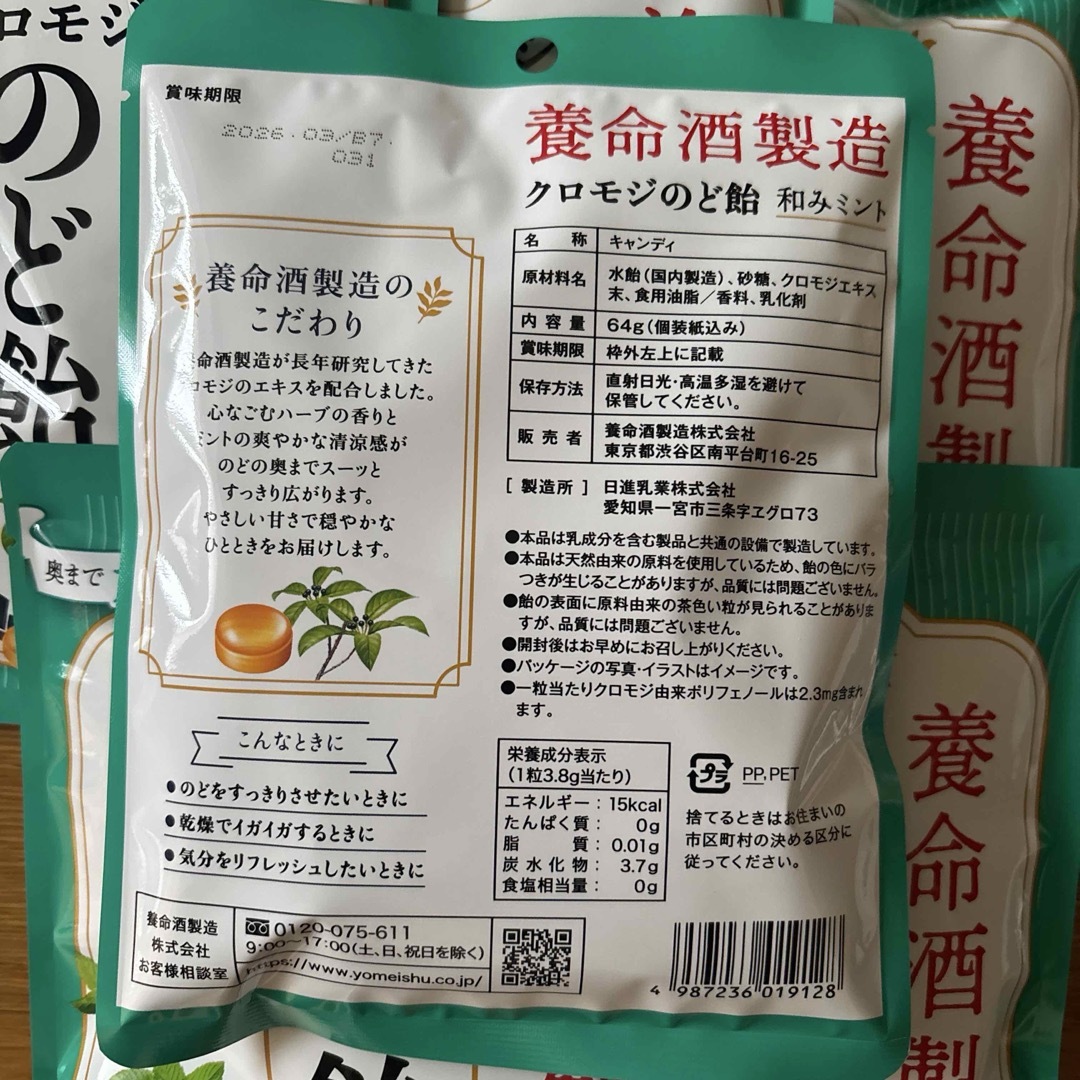 賞味期限
2026.03/B7.
031
養命酒製造
クロモジのど飴 和みミント
名称 キャンディ
原材料名 水飴(国内製造)、砂糖、クロモジエキス
末、食用油脂/香料、乳化剤
内容量 64g(個装紙込み)
賞味期限 枠外左上に記載
保存方法 直射日光・高温多湿を避けて
保管してください。
販売者 養命酒製造株式会社
東京都渋谷区南平台町16-25
[製造所] 日進乳業株式会社
愛知県一宮市三条字ヱグロ73
●本品は乳成分を含む製品と共通の設備で製造しています。
●本品は天然由来の原料を使用しているため、飴の色にバラ
つきが生じることがありますが、品質には問題ございません。
●飴の表面に原料由来の茶色い粒が見られることがありま
すが、品質には問題ございません。
●開封後はお早めにお召し上がりください。
●パッケージの写真・イラストはイメージです。
●一粒当たりクロモジ由来ポリフェノールは2.3mg含まれ
ます。
養命酒製造の
こだわり
養命酒製造が長年研究してきた
クロモジのエキスを配合しました。
心なごむハーブの香りと
ミントの爽やかな清涼感が
のどの奥までスーッと
すっきり広がります。
やさしい甘さで穏やかな
ひとときをお届けします。
こんなときに
●のどをすっきりさせたいときに
●乾燥でイガイガするときに
●気分をリフレッシュしたいときに
栄養成分表示
(1粒3.8g当たり)
エネルギー:15kcal
たんぱく質:0g
脂質:0.01g
炭水化物:3.7g
食塩相当量:0g
プラ PP,PET
捨てるときはお住まいの
市区町村の決める区分に
従ってください。
養命酒製造
株式会社
お客様相談室
0120-075-611
9:00〜17:00(土、日、祝日を除く)
https://www.yomeishu.co.jp/
4 987236 019128
ロモジ
のど飴
奥まで
養命酒製
養命酒製
飴